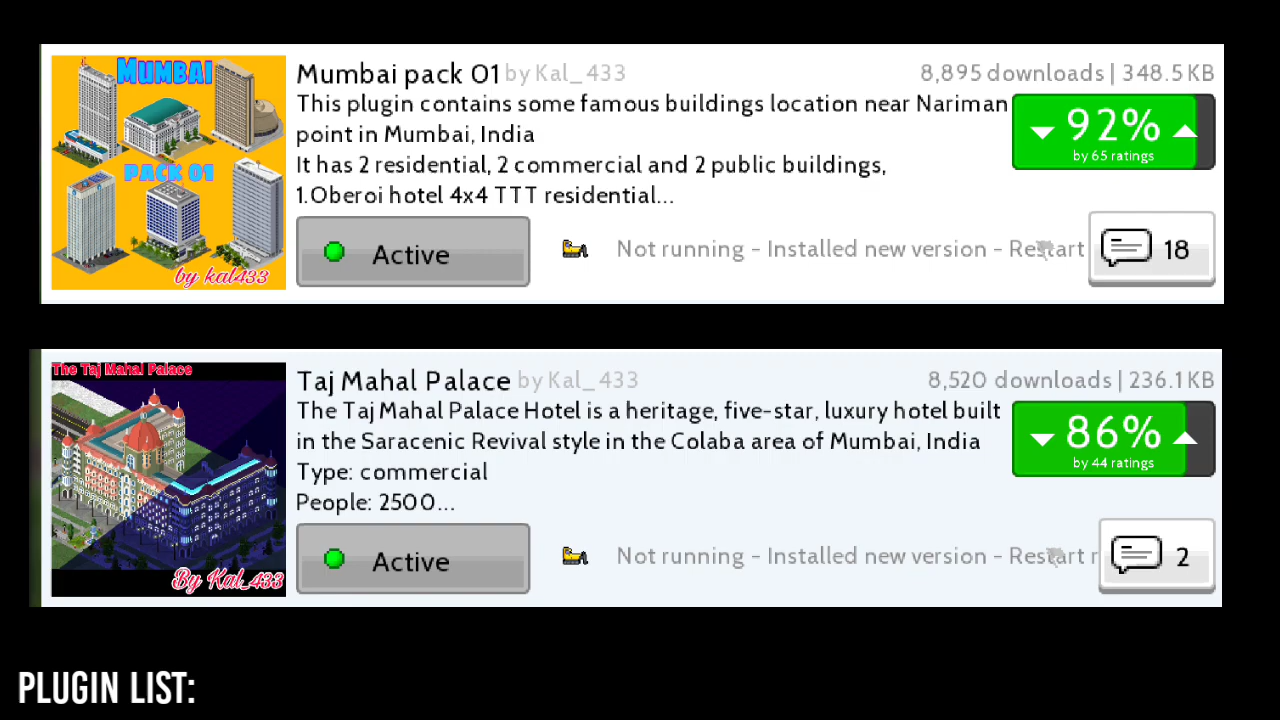 MUMBAI
PACK 01
by kal433
Mumbai pack 01 by Kal_433
8,895 downloads | 348.5 KB
This plugin contains some famous buildings location near Nariman
point in Mumbai, India
It has 2 residential, 2 commercial and 2 public buildings,
1.Oberoi hotel 4x4 TTT residential...
92%
by 65 ratings
Active
Not running - Installed new version - Restart
18
The Taj Mahal Palace
By Kal_433
Taj Mahal Palace by Kal_433
8,520 downloads | 236.1 KB
The Taj Mahal Palace Hotel is a heritage, five-star, luxury hotel built
in the Saracenic Revival style in the Colaba area of Mumbai, India
Type: commercial
People: 2500...
86%
by 44 ratings
Active
Not running - Installed new version - Restart r
2
PLUGIN LIST: